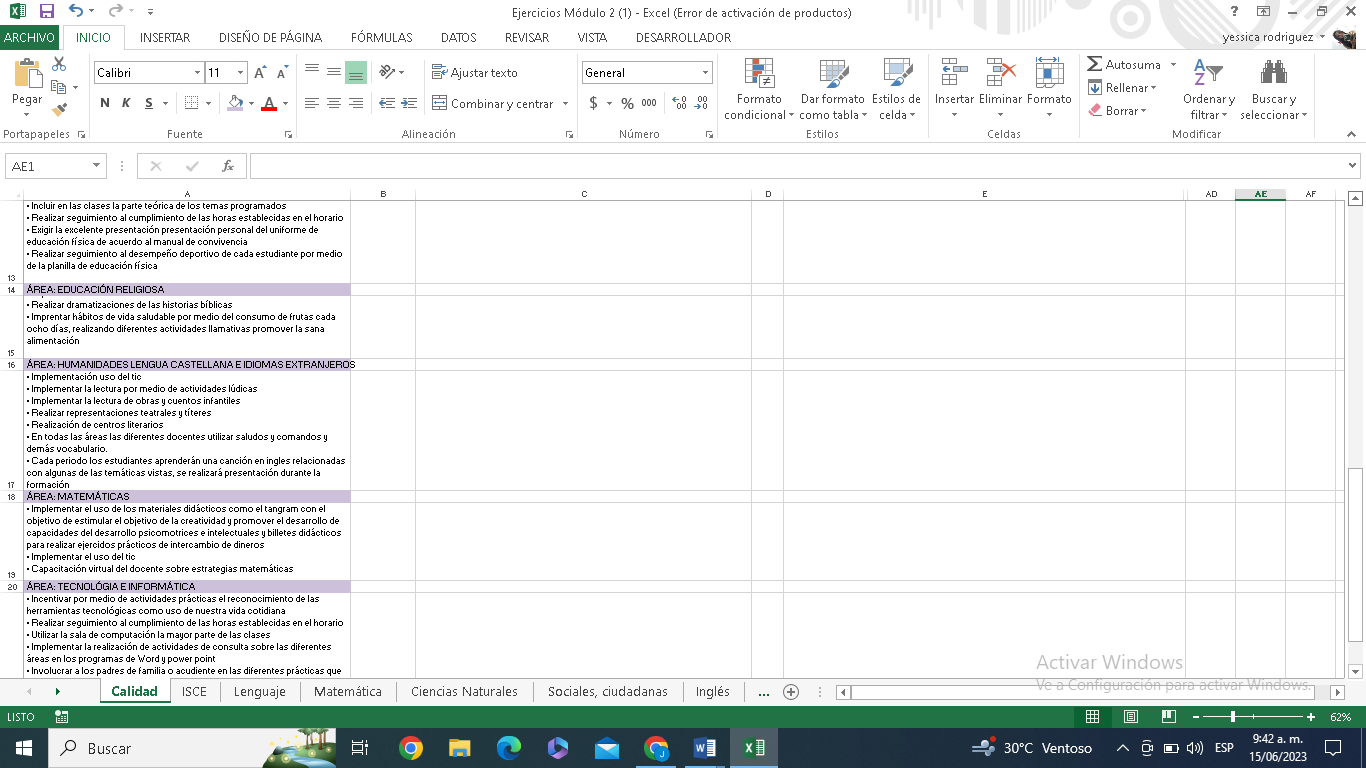 Ejercicios Módulo 2 (1) - Excel (Error de activación de productos)
ARCHIVO INICIO INSERTAR DISEÑO DE PÁGINA FÓRMULAS DATOS REVISAR VISTA DESARROLLADOR yessica rodriguez
Pegar
Portapapeles
Calibri 11
N K S
Fuente
Ajustar texto
Combinar y centrar
Alineación
General
$ % 000
Número
Formato condicional
Dar formato como tabla
Estilos de celda
Estilos
Insertar Eliminar Formato
Celdas
Autosuma
Rellenar
Borrar
Ordenar y filtrar
Buscar y seleccionar
Modificar
AE1
fx
A B C D E AD AE AF
• Incluir en las clases la parte teórica de los temas programados
• Realizar seguimiento al cumplimiento de las horas establecidas en el horario
• Exigir la excelente presentación presentación personal del uniforme de
educación física de acuerdo al manual de convivencia
• Realizar seguimiento al desempeño deportivo de cada estudiante por medio
de la planilla de educación física
13
14 ÁREA: EDUCACIÓN RELIGIOSA
• Realizar dramatizaciones de las historias bíblicas
• Imprentar hábitos de vida saludable por medio del consumo de frutas cada
ocho días, realizando diferentes actividades llamativas promover la sana
alimentación
15
16 ÁREA: HUMANIDADES LENGUA CASTELLANA E IDIOMAS EXTRANJEROS
• Implementación uso del tic
• Implementar la lectura por medio de actividades lúdicas
• Implementar la lectura de obras y cuentos infantiles
• Realizar representaciones teatrales y títeres
• Realización de centros literarios
• En todas las áreas las diferentes docentes utilizar saludos y comandos y
demás vocabulario.
• Cada periodo los estudiantes aprenderán una canción en ingles relacionadas
con algunas de las temáticas vistas, se realizará presentación durante la
17 formación
18 ÁREA: MATEMÁTICAS
• Implementar el uso de los materiales didácticos como el tangram con el
objetivo de estimular el objetivo de la creatividad y promover el desarrollo de
capacidades del desarrollo psicomotrices e intelectuales y billetes didácticos
para realizar ejercidos prácticos de intercambio de dineros
• Implementar el uso del tic
• Capacitación virtual del docente sobre estrategias matemáticas
19
20 ÁREA: TECNOLÓGIA E INFORMÁTICA
• Incentivar por medio de actividades prácticas el reconocimiento de las
herramientas tecnológicas como uso de nuestra vida cotidiana
• Realizar seguimiento al cumplimiento de las horas establecidas en el horario
• Utilizar la sala de computación la mayor parte de las clases
• Implementar la realización de actividades de consulta sobre las diferentes
áreas en los programas de Word y power point
• Involucrar a los padres de familia o acudiente en las diferentes prácticas que
Activar Windows
Ve a Configuración para activar Windows.
Calidad ISCE Lenguaje Matemática Ciencias Naturales Sociales, ciudadanas Inglés ...
LISTO 62%
Buscar 30°C Ventoso ESP 9:42 a. m.
15/06/2023